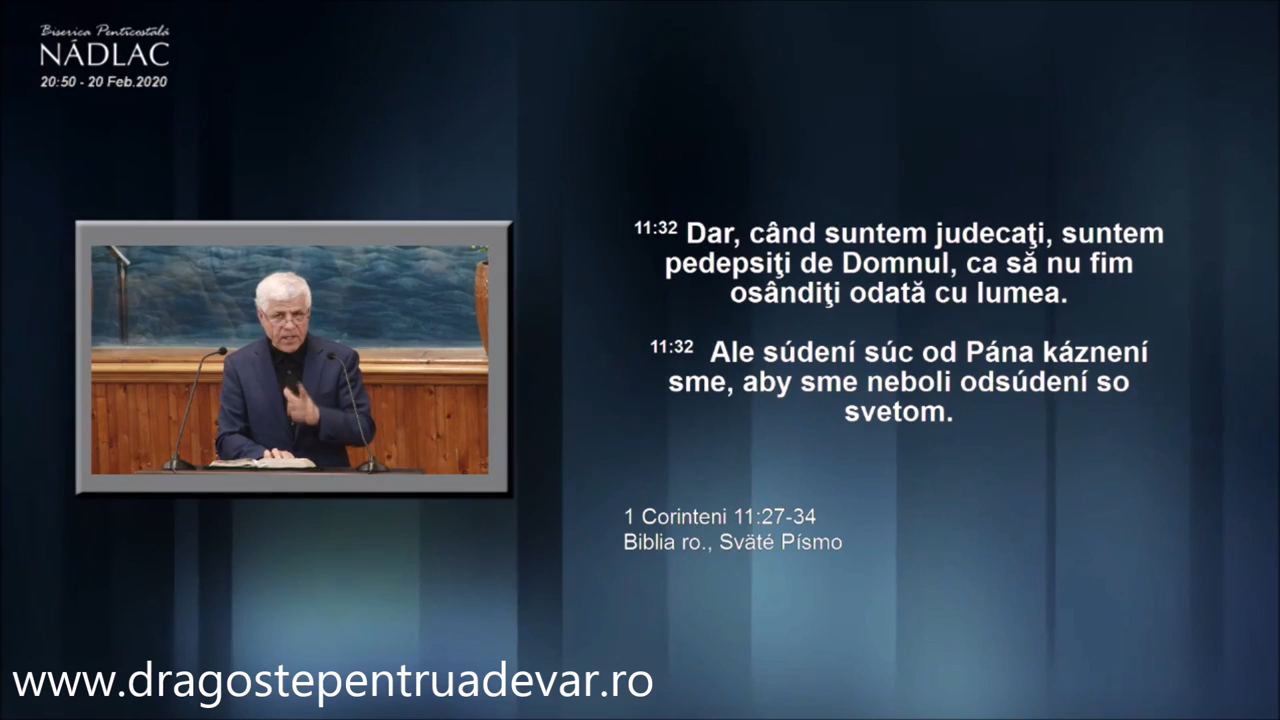 Biserica Penticostală
NĂDLAC
20:50 - 20 Feb.2020
11:32 Dar, când suntem judecaţi, suntem
pedepsiţi de Domnul, ca să nu fim
osândiţi odată cu lumea.
11:32 Ale súdení súc od Pána káznení
sme, aby sme neboli odsúdení so
svetom.
1 Corinteni 11:27-34
Biblia ro., Sväté Písmo
www.dragostepentruadevar.ro